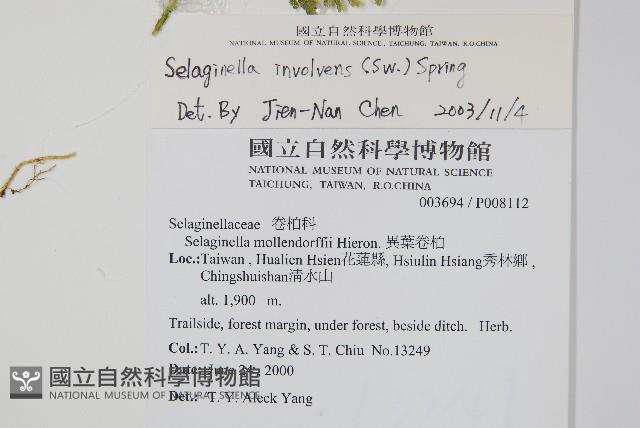 國立自然科學博物館
NATIONAL MUSEUM OF NATURAL SCIENCE, TAICHUNG, TAIWAN, R.O.CHINA
Selaginella involvens (Sw.) Spring
Det. By Jien-Nan Chen 2003/11/4
國立自然科學博物館
NATIONAL MUSEUM OF NATURAL SCIENCE
TAICHUNG, TAIWAN, R.O.CHINA
003694 / P008112
Selaginellaceae 卷柏科
Selaginella mollendorffii Hieron. 異葉卷柏
Loc.:Taiwan , Hualien Hsien花蓮縣, Hsiulin Hsiang秀林鄉 ,
Chingshuishan清水山
alt. 1,900 m.
Trailside, forest margin, under forest, beside ditch. Herb.
Col.:T. Y. A. Yang & S. T. Chiu No.13249
Date: 24, 2000
Det.: T. Y. Aleck Yang
國立自然科學博物館
NATIONAL MUSEUM OF NATURAL SCIENCE